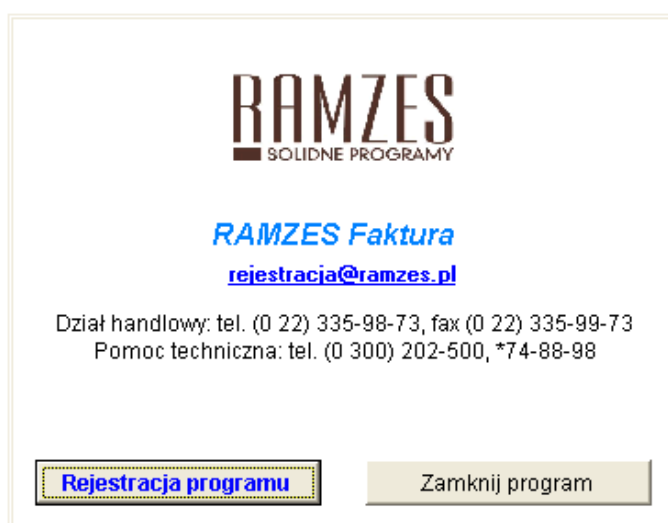 RAMZES
SOLIDNE PROGRAMY
RAMZES Faktura
rejestracja@ramzes.pl
Dział handlowy: tel. (0 22) 335-98-73, fax (0 22) 335-99-73
Pomoc techniczna: tel. (0 300) 202-500, *74-88-98
Rejestracja programu
Zamknij program